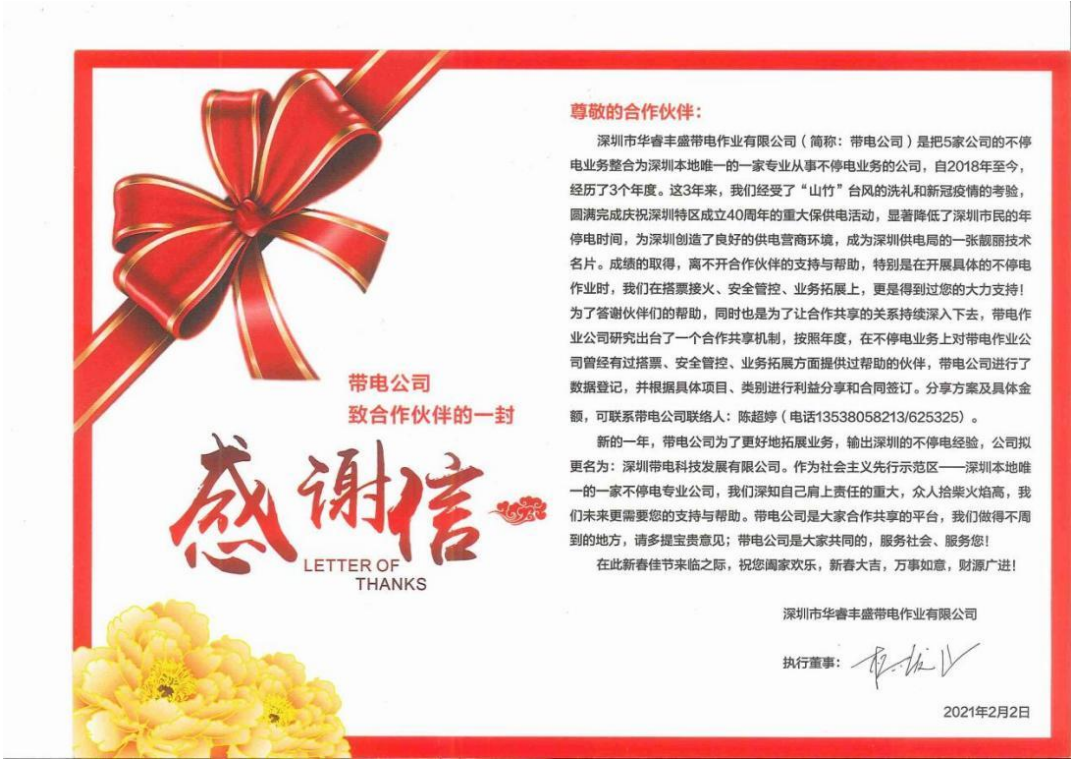 带电公司
致合作伙伴的一封
感谢信
LETTER OF
THANKS
尊敬的合作伙伴：
深圳市华睿丰盛带电作业有限公司（简称：带电公司）是把5家公司的不停
电业务整合为深圳本地唯一的一家专业从事不停电业务的公司，自2018年至今，
经历了3个年度。这3年来，我们经受了“山竹”台风的洗礼和新冠疫情的考验，
圆满完成庆祝深圳特区成立40周年的重大保供电活动，显著降低了深圳市民的年
停电时间，为深圳创造了良好的供电营商环境，成为深圳供电局的一张靓丽技术
名片。成绩的取得，离不开合作伙伴的支持与帮助，特别是在开展具体的不停电
作业时，我们在搭票接火、安全管控、业务拓展上，更是得到过您的大力支持！
为了答谢伙伴们的帮助，同时也是为了让合作共享的关系持续深入下去，带电作
业公司研究出台了一个合作共享机制，按照年度，在不停电业务上对带电作业公
司曾经有过搭票、安全管控、业务拓展方面提供过帮助的伙伴，带电公司进行了
数据登记，并根据具体项目、类别进行利益分享和合同签订。分享方案及具体金
额，可联系带电公司联络人：陈超婷（电话13538058213/625325）。
新的一年，带电公司为了更好地拓展业务，输出深圳的不停电经验，公司拟
更名为：深圳带电科技发展有限公司。作为社会主义先行示范区——深圳本地唯
一的一家不停电专业公司，我们深知自己肩上责任的重大，众人拾柴火焰高，我
们未来更需要您的支持与帮助。带电公司是大家合作共享的平台，我们做得不周
到的地方，请多提宝贵意见；带电公司是大家共同的，服务社会、服务您！
在此新春佳节来临之际，祝您阖家欢乐，新春大吉，万事如意，财源广进！
深圳市华睿丰盛带电作业有限公司
执行董事：
2021年2月2日